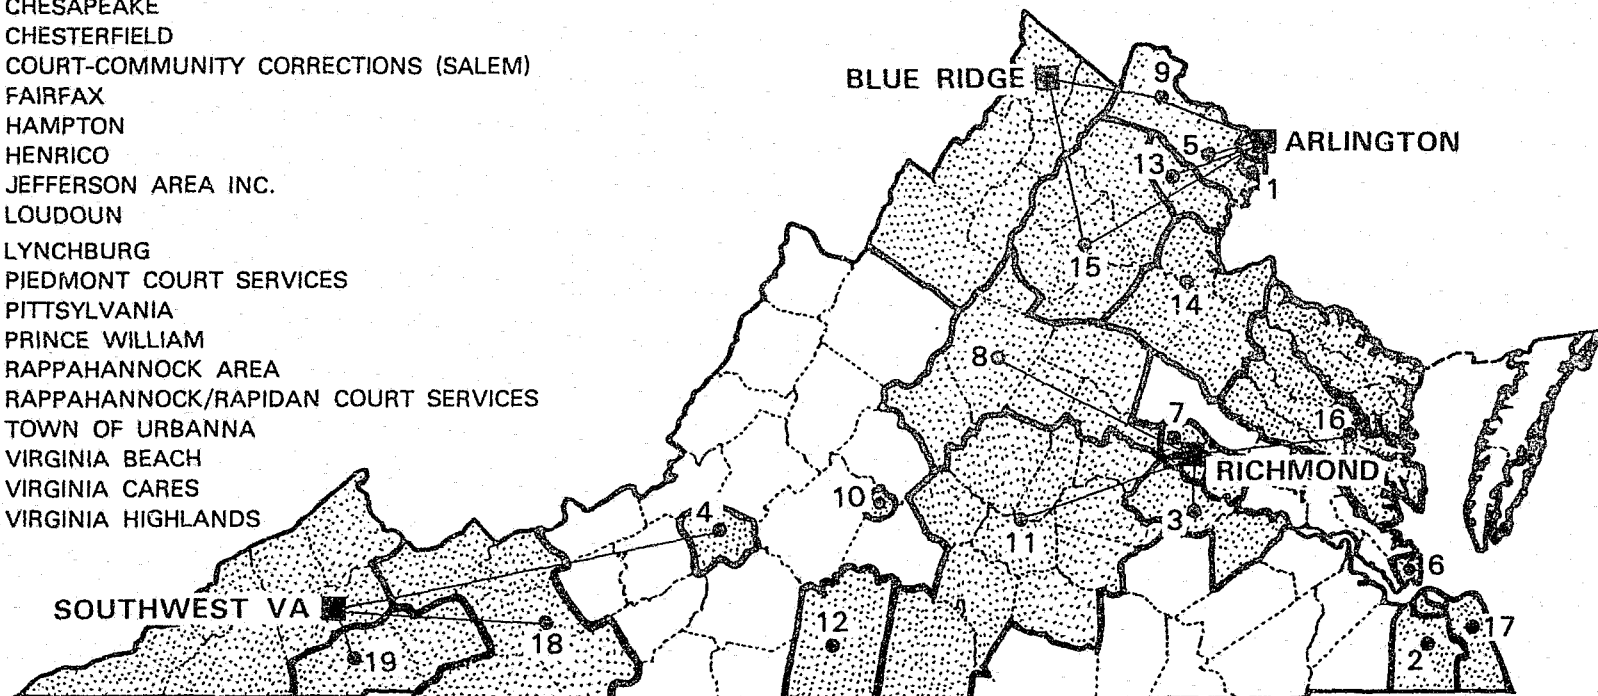 CHESAPEAKE
CHESTERFIELD
COURT-COMMUNITY CORRECTIONS (SALEM)
FAIRFAX
HAMPTON
HENRICO
JEFFERSON AREA INC.
LOUDOUN
LYNCHBURG
PIEDMONT COURT SERVICES
PITTSYLVANIA
PRINCE WILLIAM
RAPPAHANNOCK AREA
RAPPAHANNOCK/RAPIDAN COURT SERVICES
TOWN OF URBANNA
VIRGINIA BEACH
VIRGINIA CARES
VIRGINIA HIGHLANDS
BLUE RIDGE
9
ARLINGTON
5
13
1
15
14
8
7
16
RICHMOND
10
4
3
11
6
SOUTHWEST VA
12
18
17
19
2